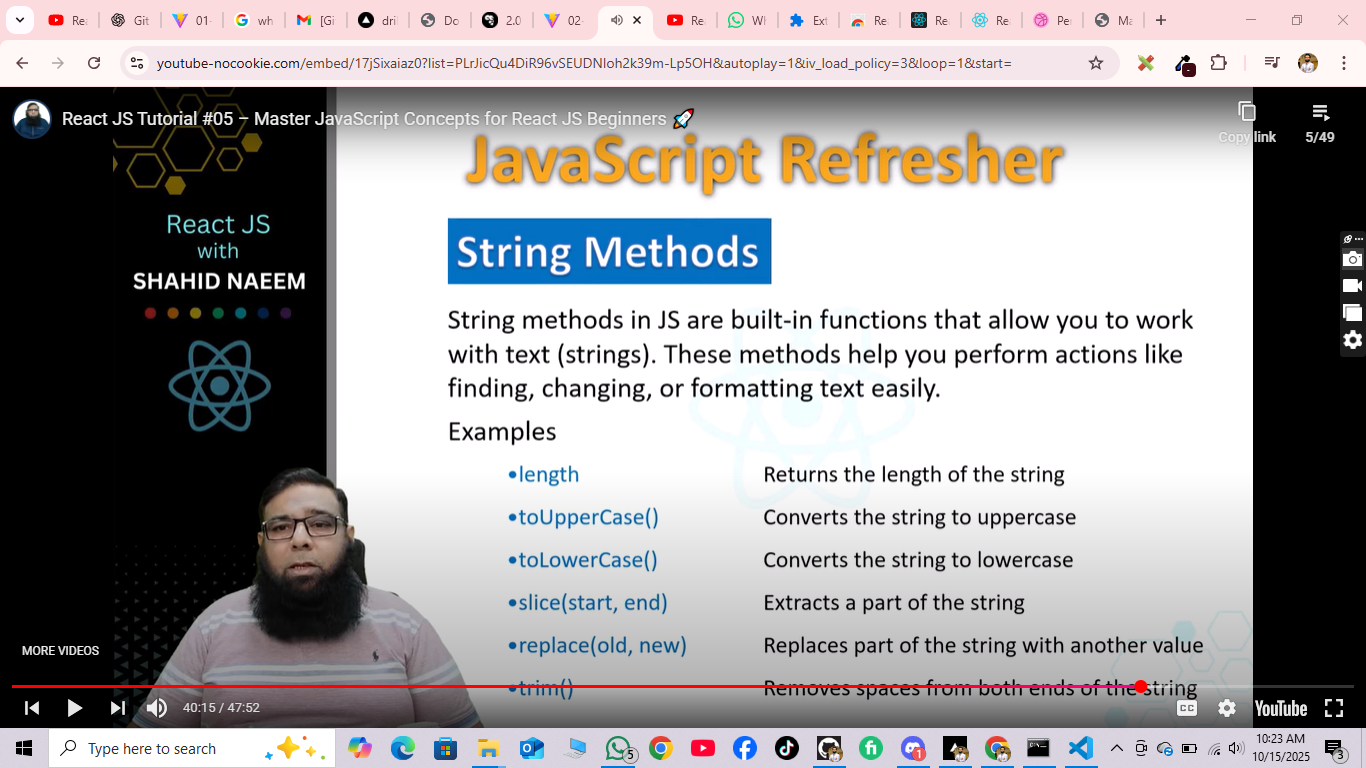 Re
Git
01-
wh
[Gi
dri
Do
2.0
02-
Re
Wh
Ext
Re
Re
Re
Pe
Ma
youtube-nocookie.com/embed/17jSixaiaz0?list=PLrJicQu4DiR96vSEUDNIoh2k39m-Lp5OH&autoplay=1&iv_load_policy=3&loop=1&start=
React JS Tutorial #05 – Master JavaScript Concepts for React JS Beginners 🚀
Copy link
5/49
JavaScript Refresher
React JS
with
SHAHID NAEEM
String Methods
String methods in JS are built-in functions that allow you to work
with text (strings). These methods help you perform actions like
finding, changing, or formatting text easily.
Examples
•length Returns the length of the string
•toUpperCase() Converts the string to uppercase
•toLowerCase() Converts the string to lowercase
•slice(start, end) Extracts a part of the string
•replace(old, new) Replaces part of the string with another value
•trim() Removes spaces from both ends of the string
MORE VIDEOS
40:15 / 47:52
CC
YouTube
Type here to search
5
1
10:23 AM
10/15/2025
3